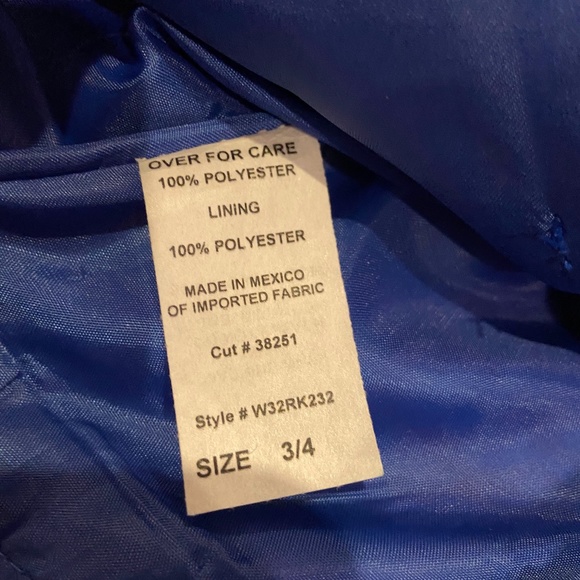 OVER FOR CARE
100% POLYESTER
LINING
100% POLYESTER
MADE IN MEXICO
OF IMPORTED FABRIC
Cut # 38251
Style # W32RK232
SIZE 3/4